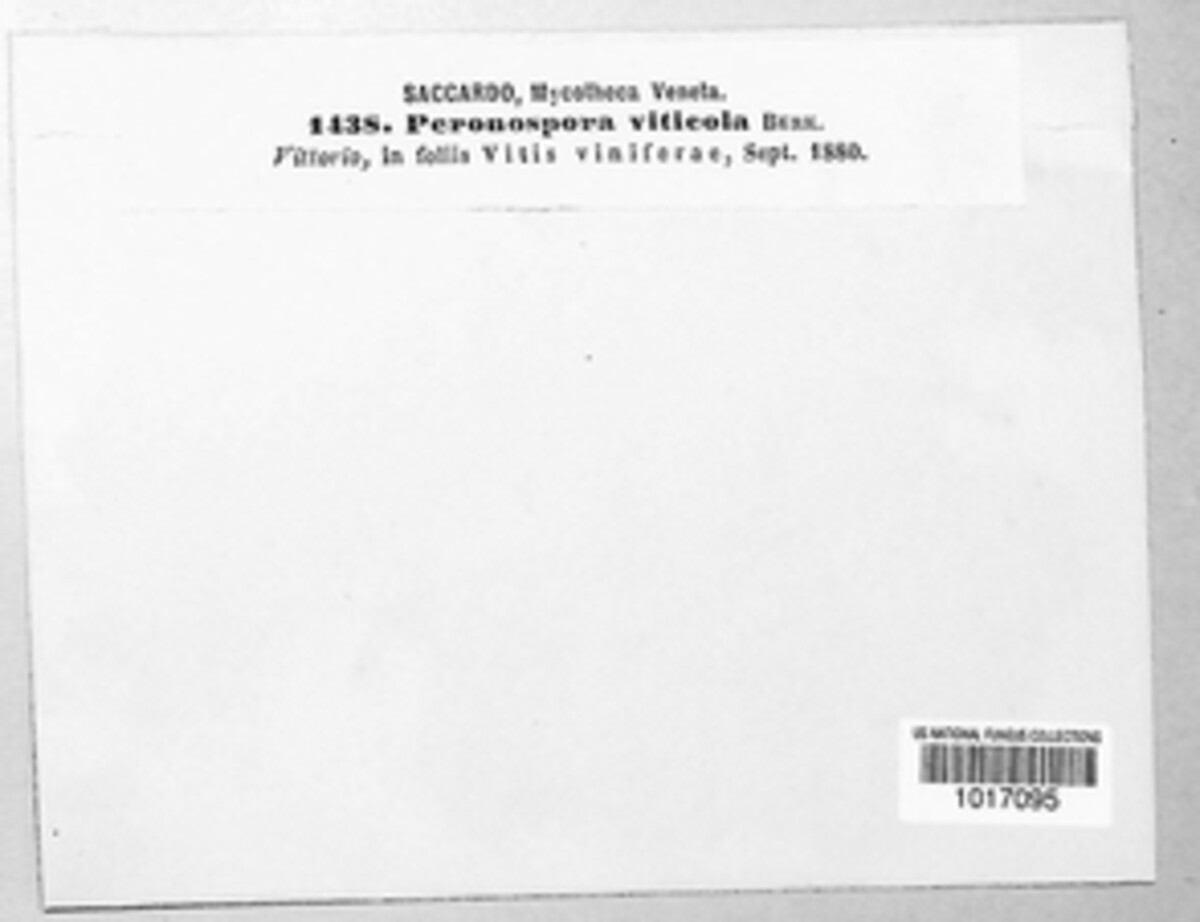 SACCARDO, Mycotheca Veneta.
1438. Peronospora viticola BERK.
Vittorio, in foliis Vitis viniferae, Sept. 1880.
US NATIONAL FUNGUS COLLECTIONS
1017095